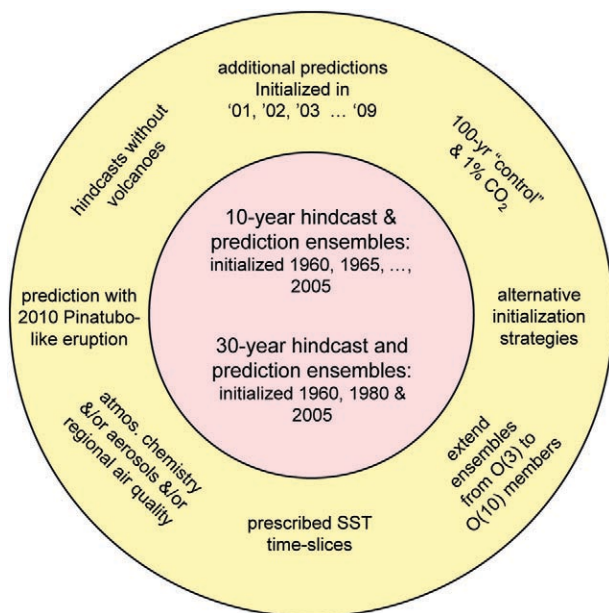 additional predictions
Initialized in
‘01, ’02, ’03 … ’09
100-yr “control”
& 1% CO₂
alternative
initialization
strategies
extend
ensembles
from O(3) to
O(10) members
prescribed SST
time-slices
atmos. chemistry
&/or aerosols &/or
regional air quality
prediction with
2010 Pinatubo-
like eruption
hindcasts without
volcanoes
10-year hindcast &
prediction ensembles:
initialized 1960, 1965, …,
2005
30-year hindcast and
prediction ensembles:
initialized 1960, 1980 &
2005